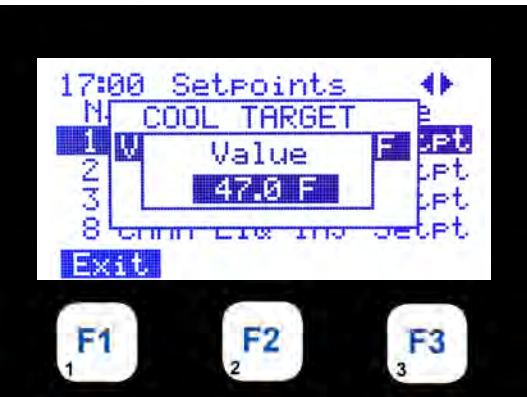 17:00 Setpoints
COOL TARGET
1
Value
F
2
47.0 F
3
8 Setpt
Exit
F1 F2 F3
1 2 3